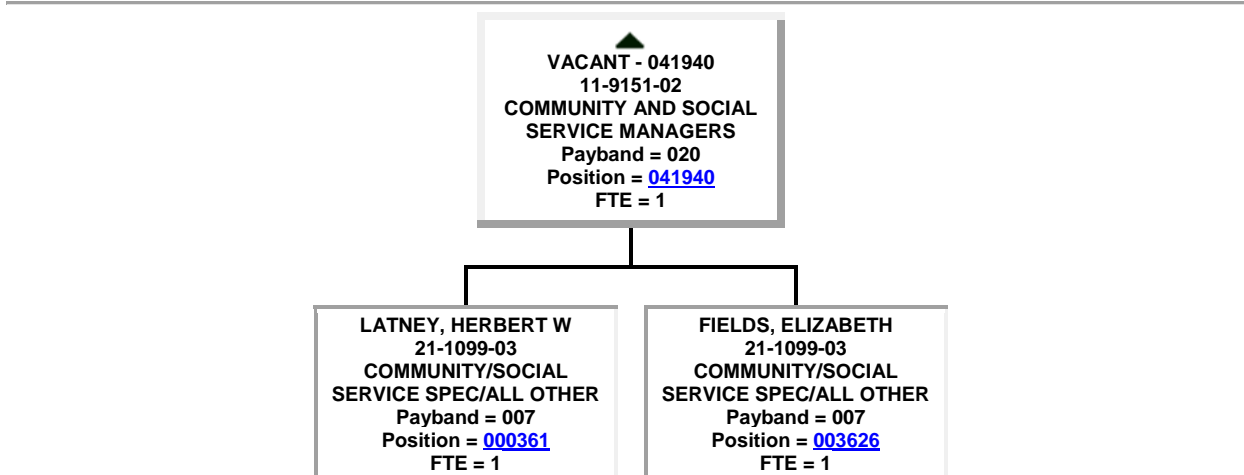 VACANT - 041940
11-9151-02
COMMUNITY AND SOCIAL
SERVICE MANAGERS
Payband = 020
Position = 041940
FTE = 1
LATNEY, HERBERT W
21-1099-03
COMMUNITY/SOCIAL
SERVICE SPEC/ALL OTHER
Payband = 007
Position = 000361
FTE = 1
FIELDS, ELIZABETH
21-1099-03
COMMUNITY/SOCIAL
SERVICE SPEC/ALL OTHER
Payband = 007
Position = 003626
FTE = 1